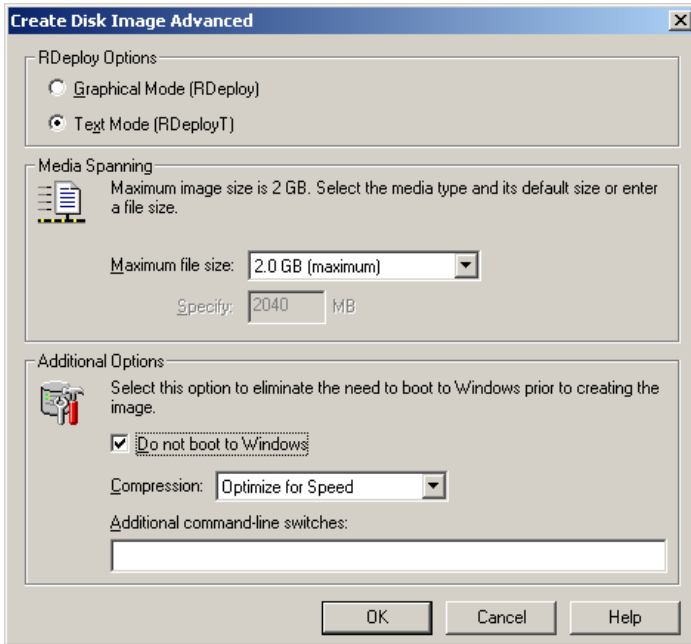 Create Disk Image Advanced
RDeploy Options
Graphical Mode (RDeploy)
Text Mode (RDeployT)
Media Spanning
Maximum image size is 2 GB. Select the media type and its default size or enter
a file size.
Maximum file size: 2.0 GB (maximum)
Specify: 2040 MB
Additional Options
Select this option to eliminate the need to boot to Windows prior to creating the
image.
Do not boot to Windows
Compression: Optimize for Speed
Additional command-line switches:
OK Cancel Help